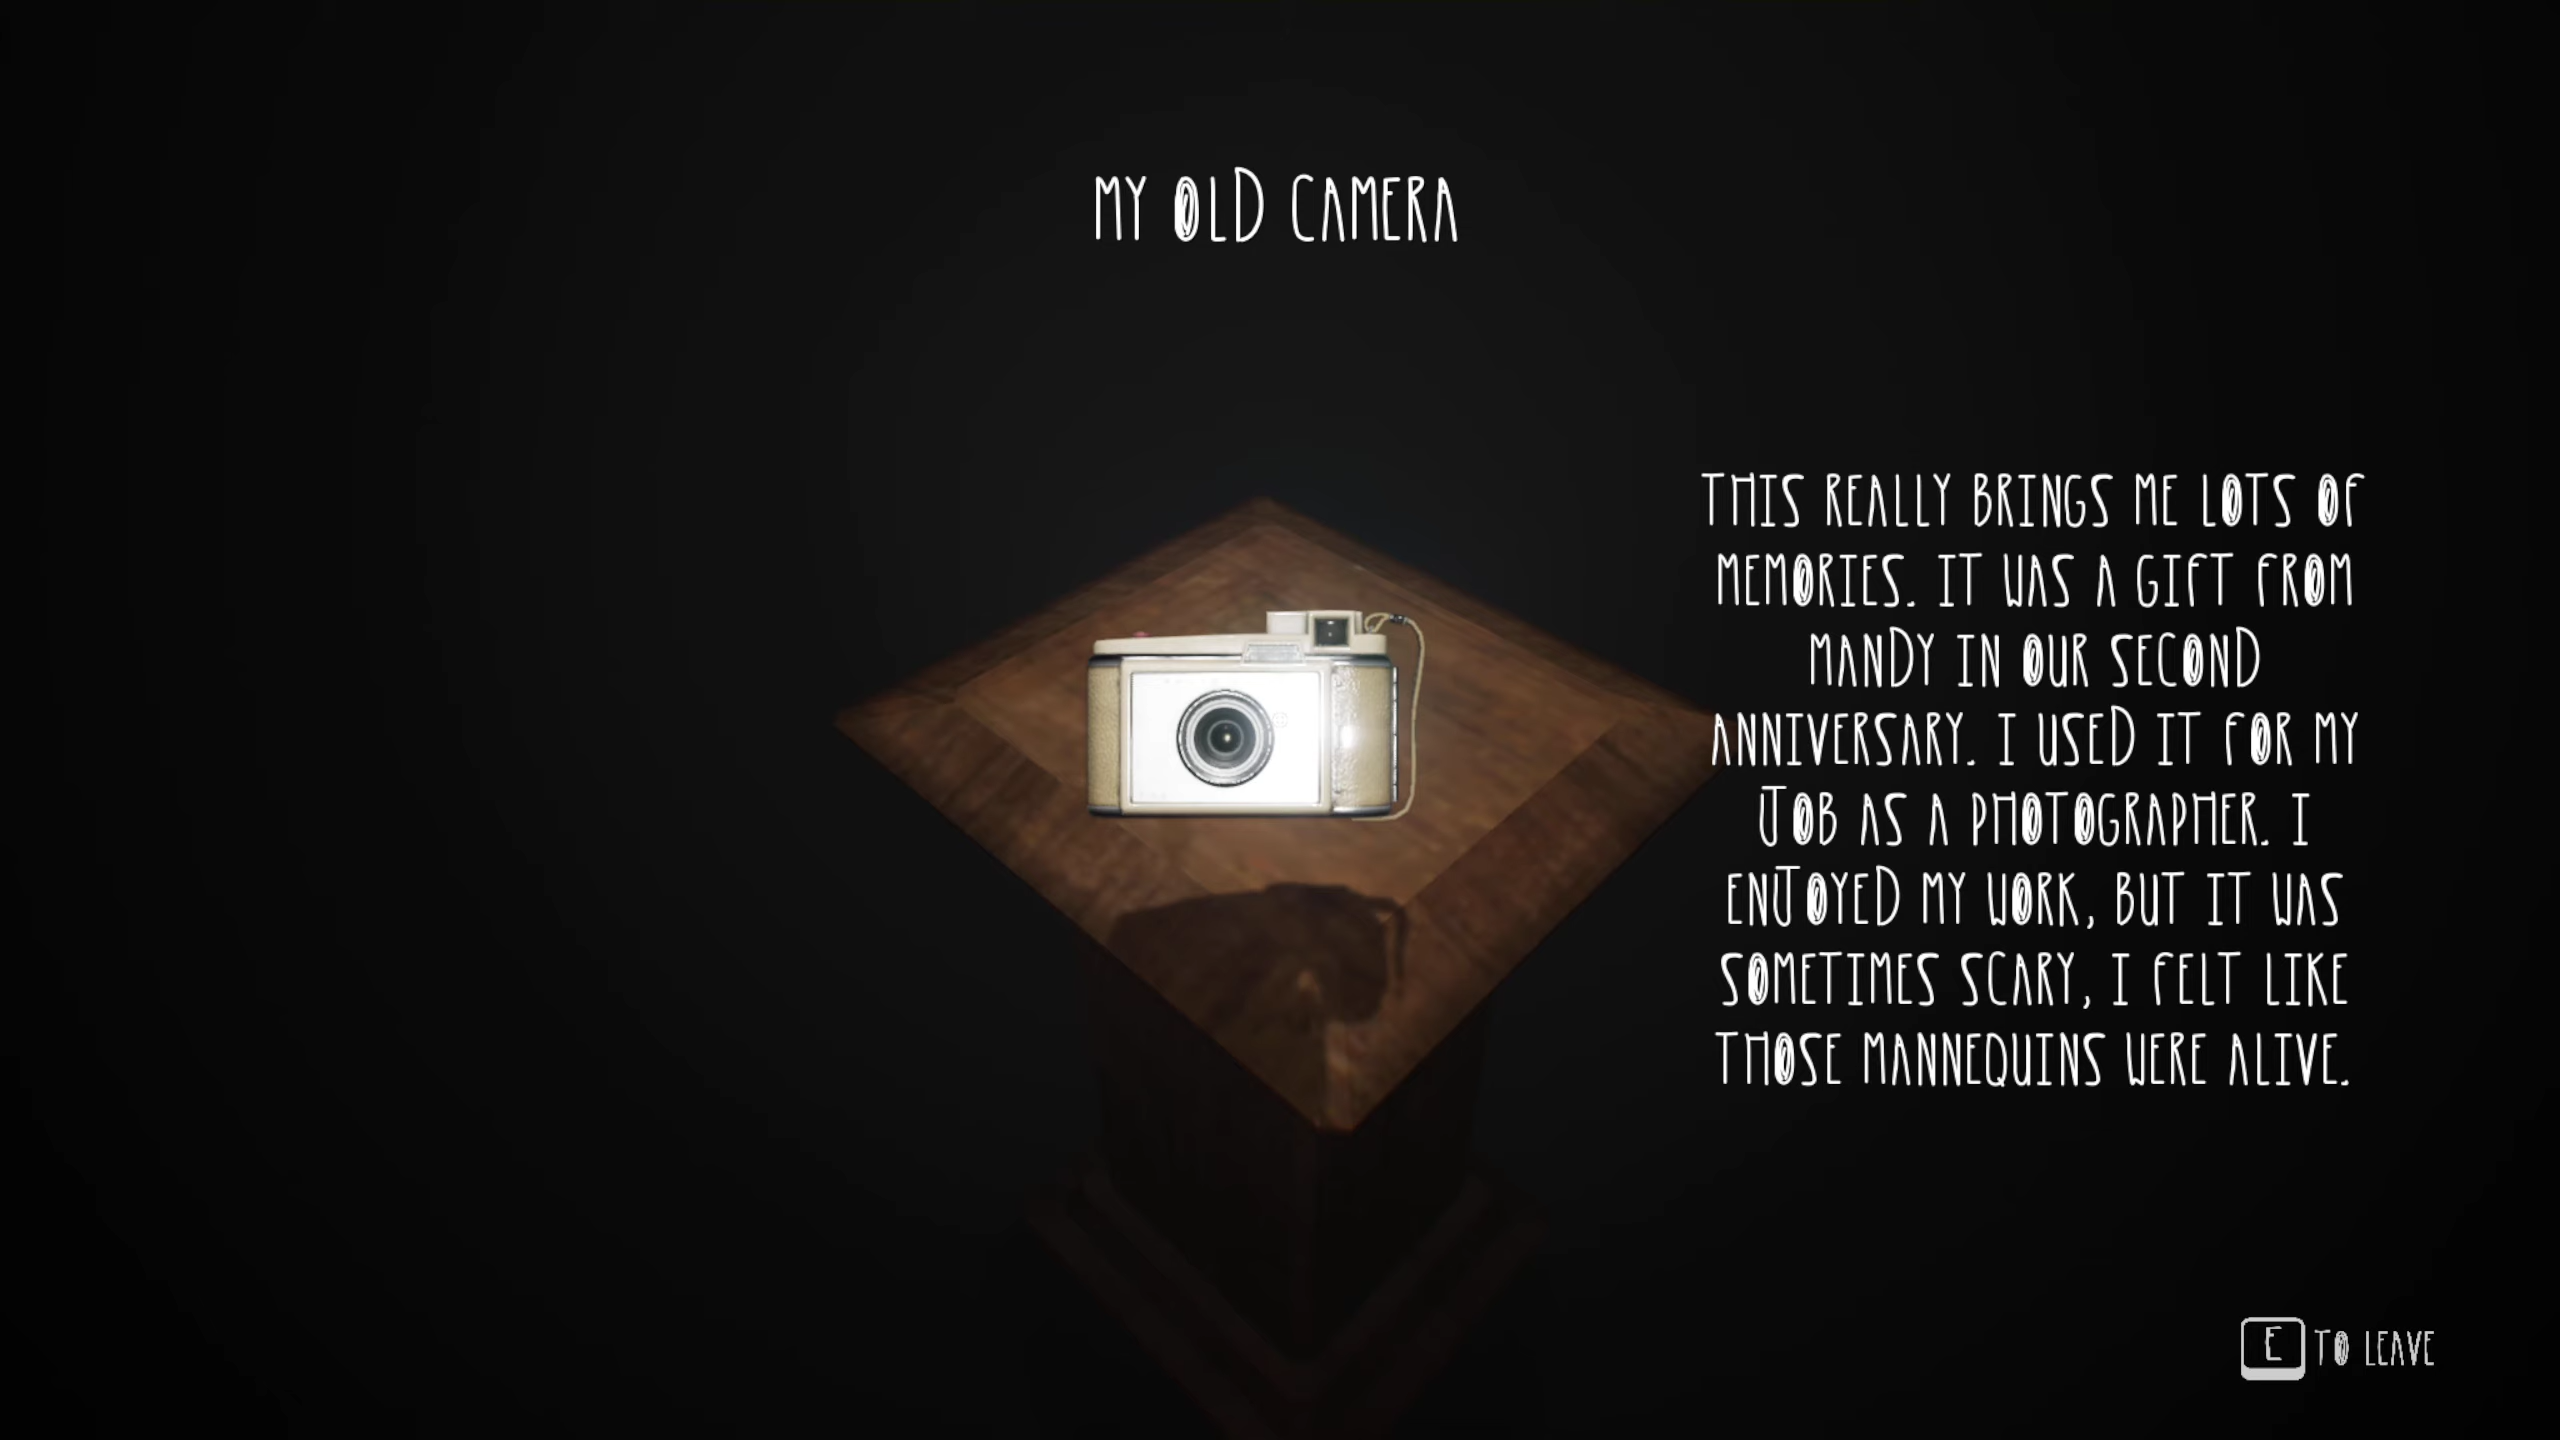 MY OLD CAMERA
THIS REALLY BRINGS ME LOTS OF
MEMORIES. IT WAS A GIFT FROM
MANDY IN OUR SECOND
ANNIVERSARY. I USED IT FOR MY
JOB AS A PHOTOGRAPHER. I
ENJOYED MY WORK, BUT IT WAS
SOMETIMES SCARY, I FELT LIKE
THOSE MANNEQUINS WERE ALIVE.
E TO LEAVE